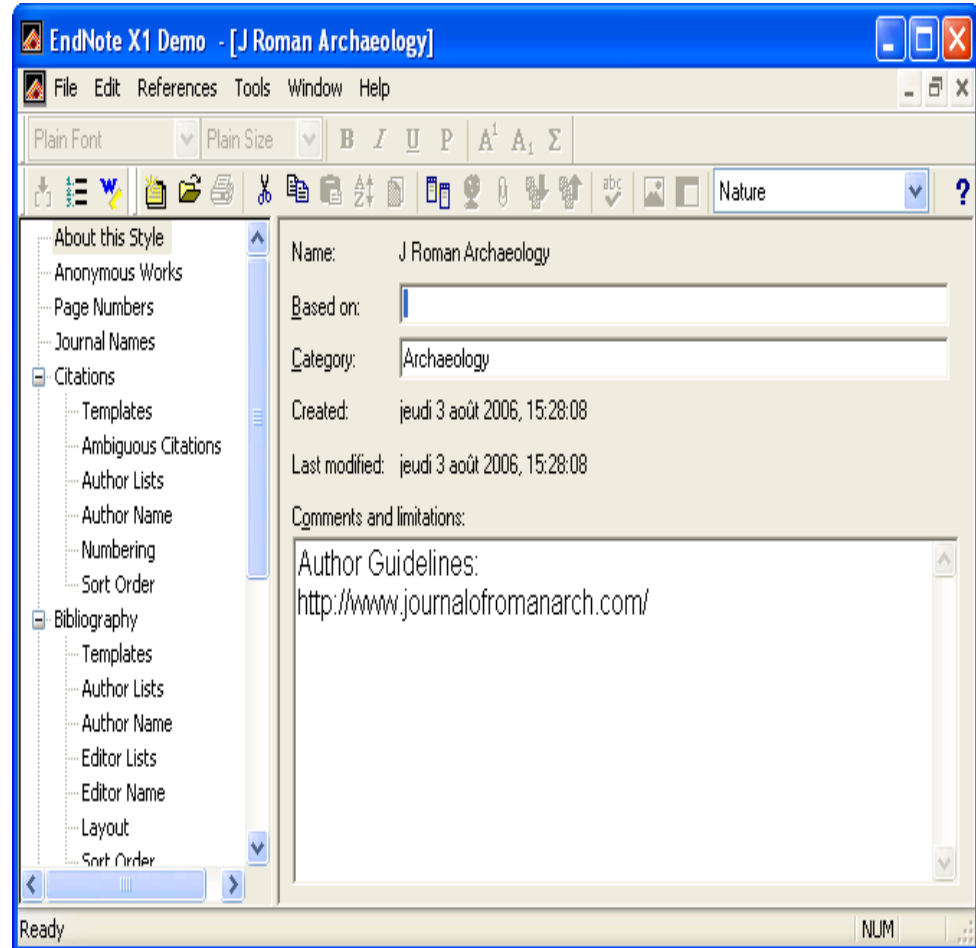 EndNote X1 Demo - [J Roman Archaeology]
File Edit References Tools Window Help
Plain Font Plain Size B I U P A1 A1 Σ
abc Nature ?
About this Style
Anonymous Works
Page Numbers
Journal Names
Citations
Templates
Ambiguous Citations
Author Lists
Author Name
Numbering
Sort Order
Bibliography
Templates
Author Lists
Author Name
Editor Lists
Editor Name
Layout
Sort Order
Name: J Roman Archaeology
Based on:
Category: Archaeology
Created: jeudi 3 août 2006, 15:28:08
Last modified: jeudi 3 août 2006, 15:28:08
Comments and limitations:
Author Guidelines:
http://www.journalofromanarch.com/
Ready NUM